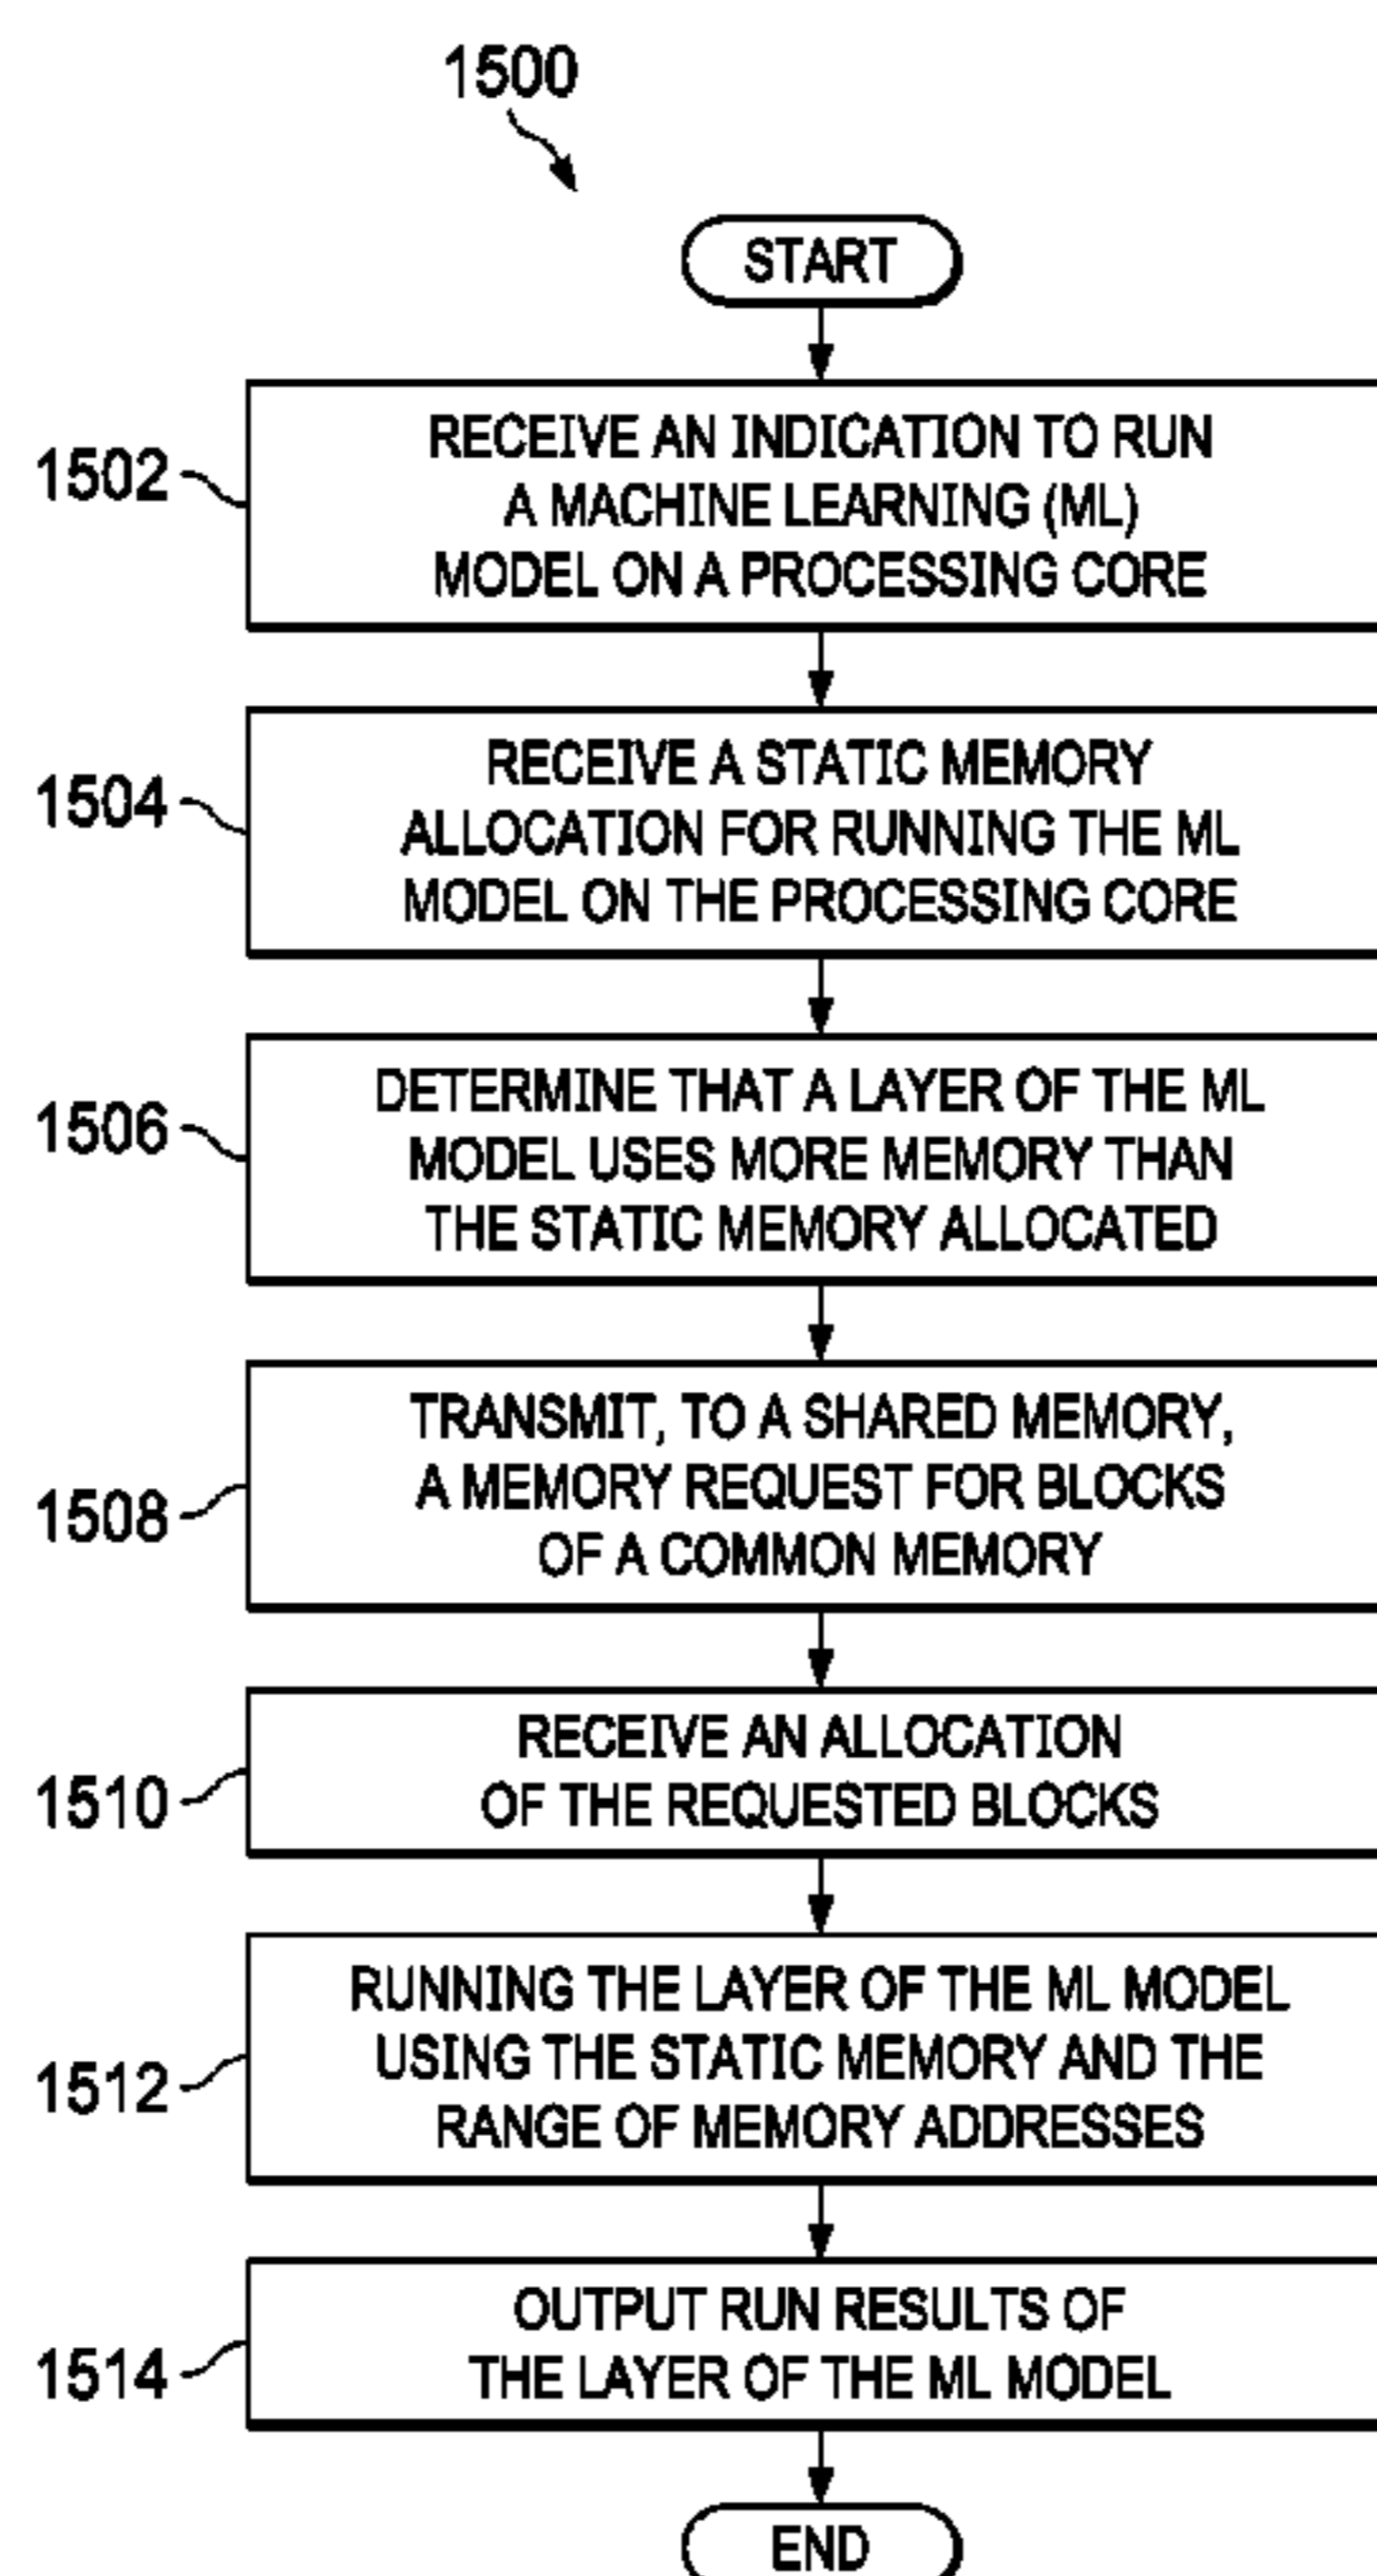 1500
START
1502
RECEIVE AN INDICATION TO RUN
A MACHINE LEARNING (ML)
MODEL ON A PROCESSING CORE
1504
RECEIVE A STATIC MEMORY
ALLOCATION FOR RUNNING THE ML
MODEL ON THE PROCESSING CORE
1506
DETERMINE THAT A LAYER OF THE ML
MODEL USES MORE MEMORY THAN
THE STATIC MEMORY ALLOCATED
1508
TRANSMIT, TO A SHARED MEMORY,
A MEMORY REQUEST FOR BLOCKS
OF A COMMON MEMORY
1510
RECEIVE AN ALLOCATION
OF THE REQUESTED BLOCKS
1512
RUNNING THE LAYER OF THE ML MODEL
USING THE STATIC MEMORY AND THE
RANGE OF MEMORY ADDRESSES
1514
OUTPUT RUN RESULTS OF
THE LAYER OF THE ML MODEL
END